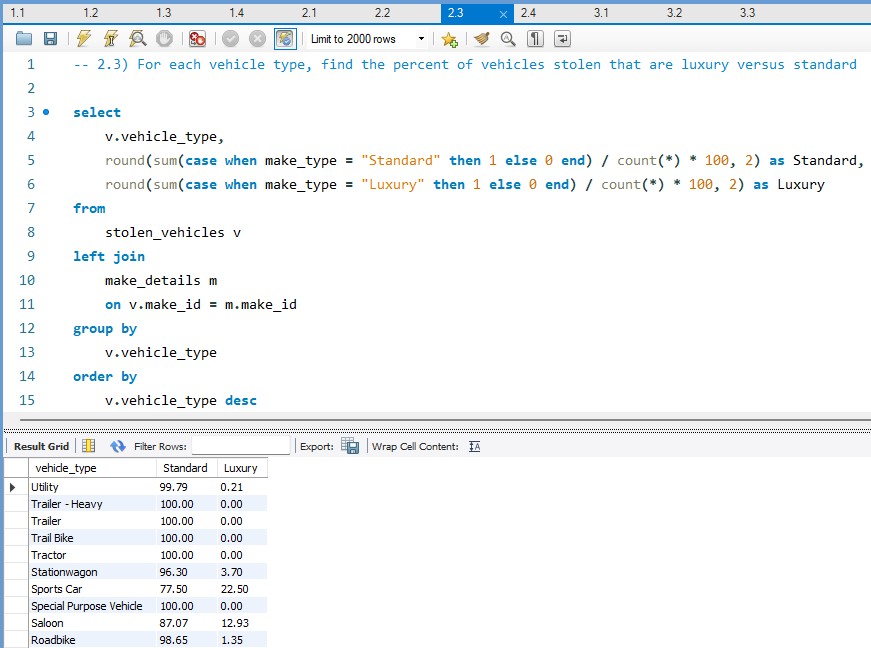 1.1 1.2 1.3 1.4 2.1 2.2 2.3 × 2.4 3.1 3.2 3.3
Limit to 2000 rows
1 -- 2.3) For each vehicle type, find the percent of vehicles stolen that are luxury versus standard
2
3 select
4 v.vehicle_type,
5 round(sum(case when make_type = "Standard" then 1 else 0 end) / count(*) * 100, 2) as Standard,
6 round(sum(case when make_type = "Luxury" then 1 else 0 end) / count(*) * 100, 2) as Luxury
7 from
8 stolen_vehicles v
9 left join
10 make_details m
11 on v.make_id = m.make_id
12 group by
13 v.vehicle_type
14 order by
15 v.vehicle_type desc
Result Grid Filter Rows: Export: Wrap Cell Content:
vehicle_type Standard Luxury
Utility 99.79 0.21
Trailer - Heavy 100.00 0.00
Trailer 100.00 0.00
Trail Bike 100.00 0.00
Tractor 100.00 0.00
Stationwagon 96.30 3.70
Sports Car 77.50 22.50
Special Purpose Vehicle 100.00 0.00
Saloon 87.07 12.93
Roadbike 98.65 1.35